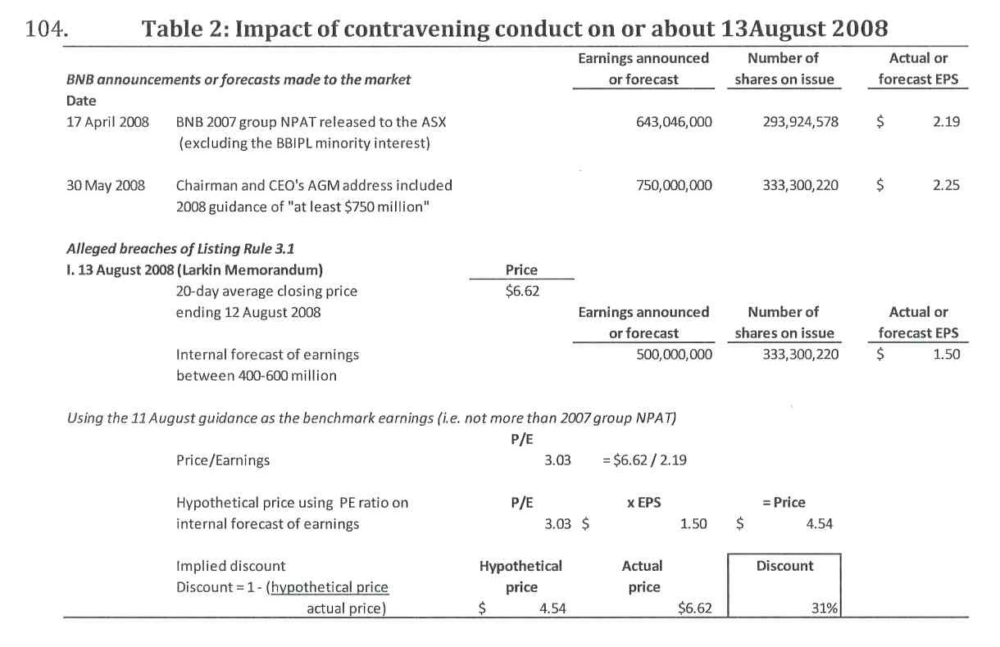 104. Table 2: Impact of contravening conduct on or about 13August 2008
Earnings announced Number of Actual or
BNB announcements or forecasts made to the market or forecast shares on issue forecast EPS
Date
17 April 2008 BNB 2007 group NPAT released to the ASX 643,046,000 293,924,578 $ 2.19
(excluding the BBIPL minority interest)
30 May 2008 Chairman and CEO's AGM address included 750,000,000 333,300,220 $ 2.25
2008 guidance of "at least $750 million"
Alleged breaches of Listing Rule 3.1
I. 13 August 2008 (Larkin Memorandum) Price
20-day average closing price $6.62
ending 12 August 2008 Earnings announced Number of Actual or
or forecast shares on issue forecast EPS
Internal forecast of earnings 500,000,000 333,300,220 $ 1.50
between 400-600 million
Using the 11 August guidance as the benchmark earnings (i.e. not more than 2007 group NPAT)
P/E
Price/Earnings 3.03 = $6.62 / 2.19
Hypothetical price using PE ratio on P/E x EPS = Price
internal forecast of earnings 3.03 $ 1.50 $ 4.54
Implied discount Hypothetical Actual Discount
Discount = 1 - (hypothetical price price price
actual price) $ 4.54 $6.62 31%